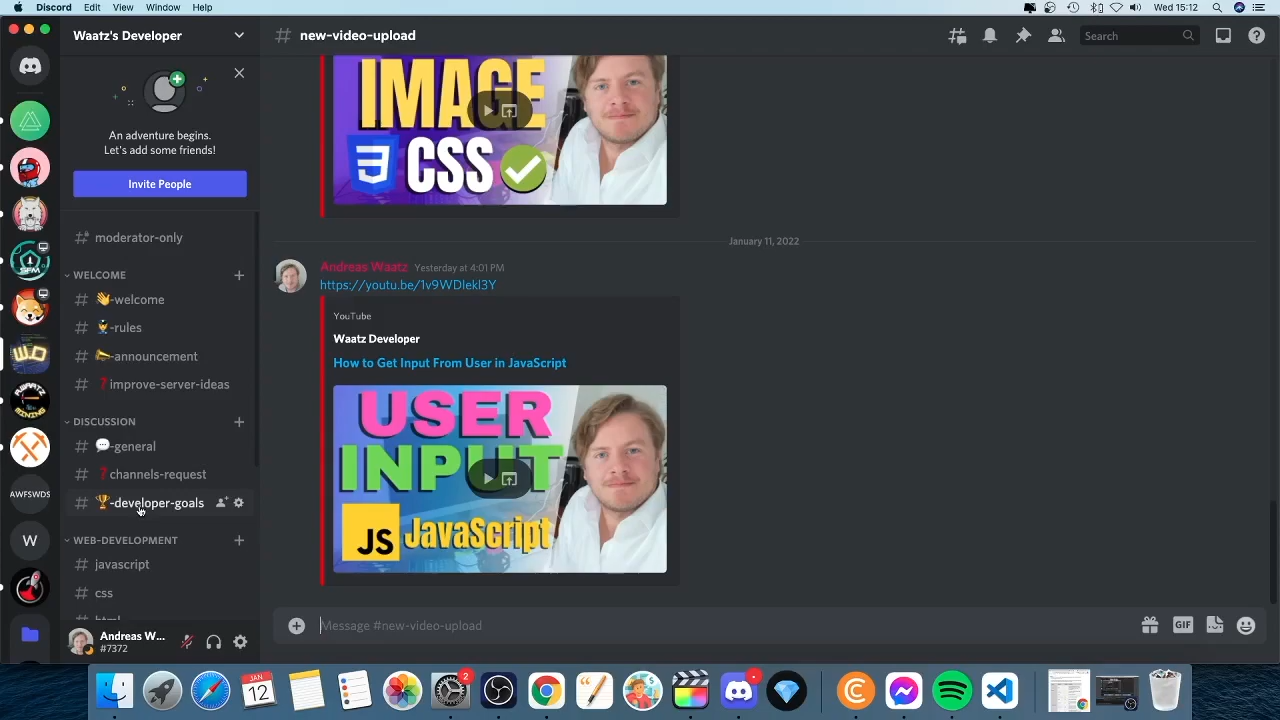 Discord Edit View Window Help Wed 15:12
Waatz's Developer
new-video-upload
Search
An adventure begins.
Let's add some friends!
Invite People
moderator-only
WELCOME
-welcome
-rules
-announcement
❓improve-server-ideas
DISCUSSION
-general
❓channels-request
-developer-goals
WEB-DEVELOPMENT
javascript
css
Andreas W...
#7372
AWFSWDS
W
W.D
SFM
MINING
IMAGE
CSS
January 11, 2022
Andreas Waatz Yesterday at 4:01 PM
https://youtu.be/1v9WDlekl3Y
YouTube
Waatz Developer
How to Get Input From User in JavaScript
USER
INPUT
JS JavaScript
Message #new-video-upload
GIF
JAN
12
2